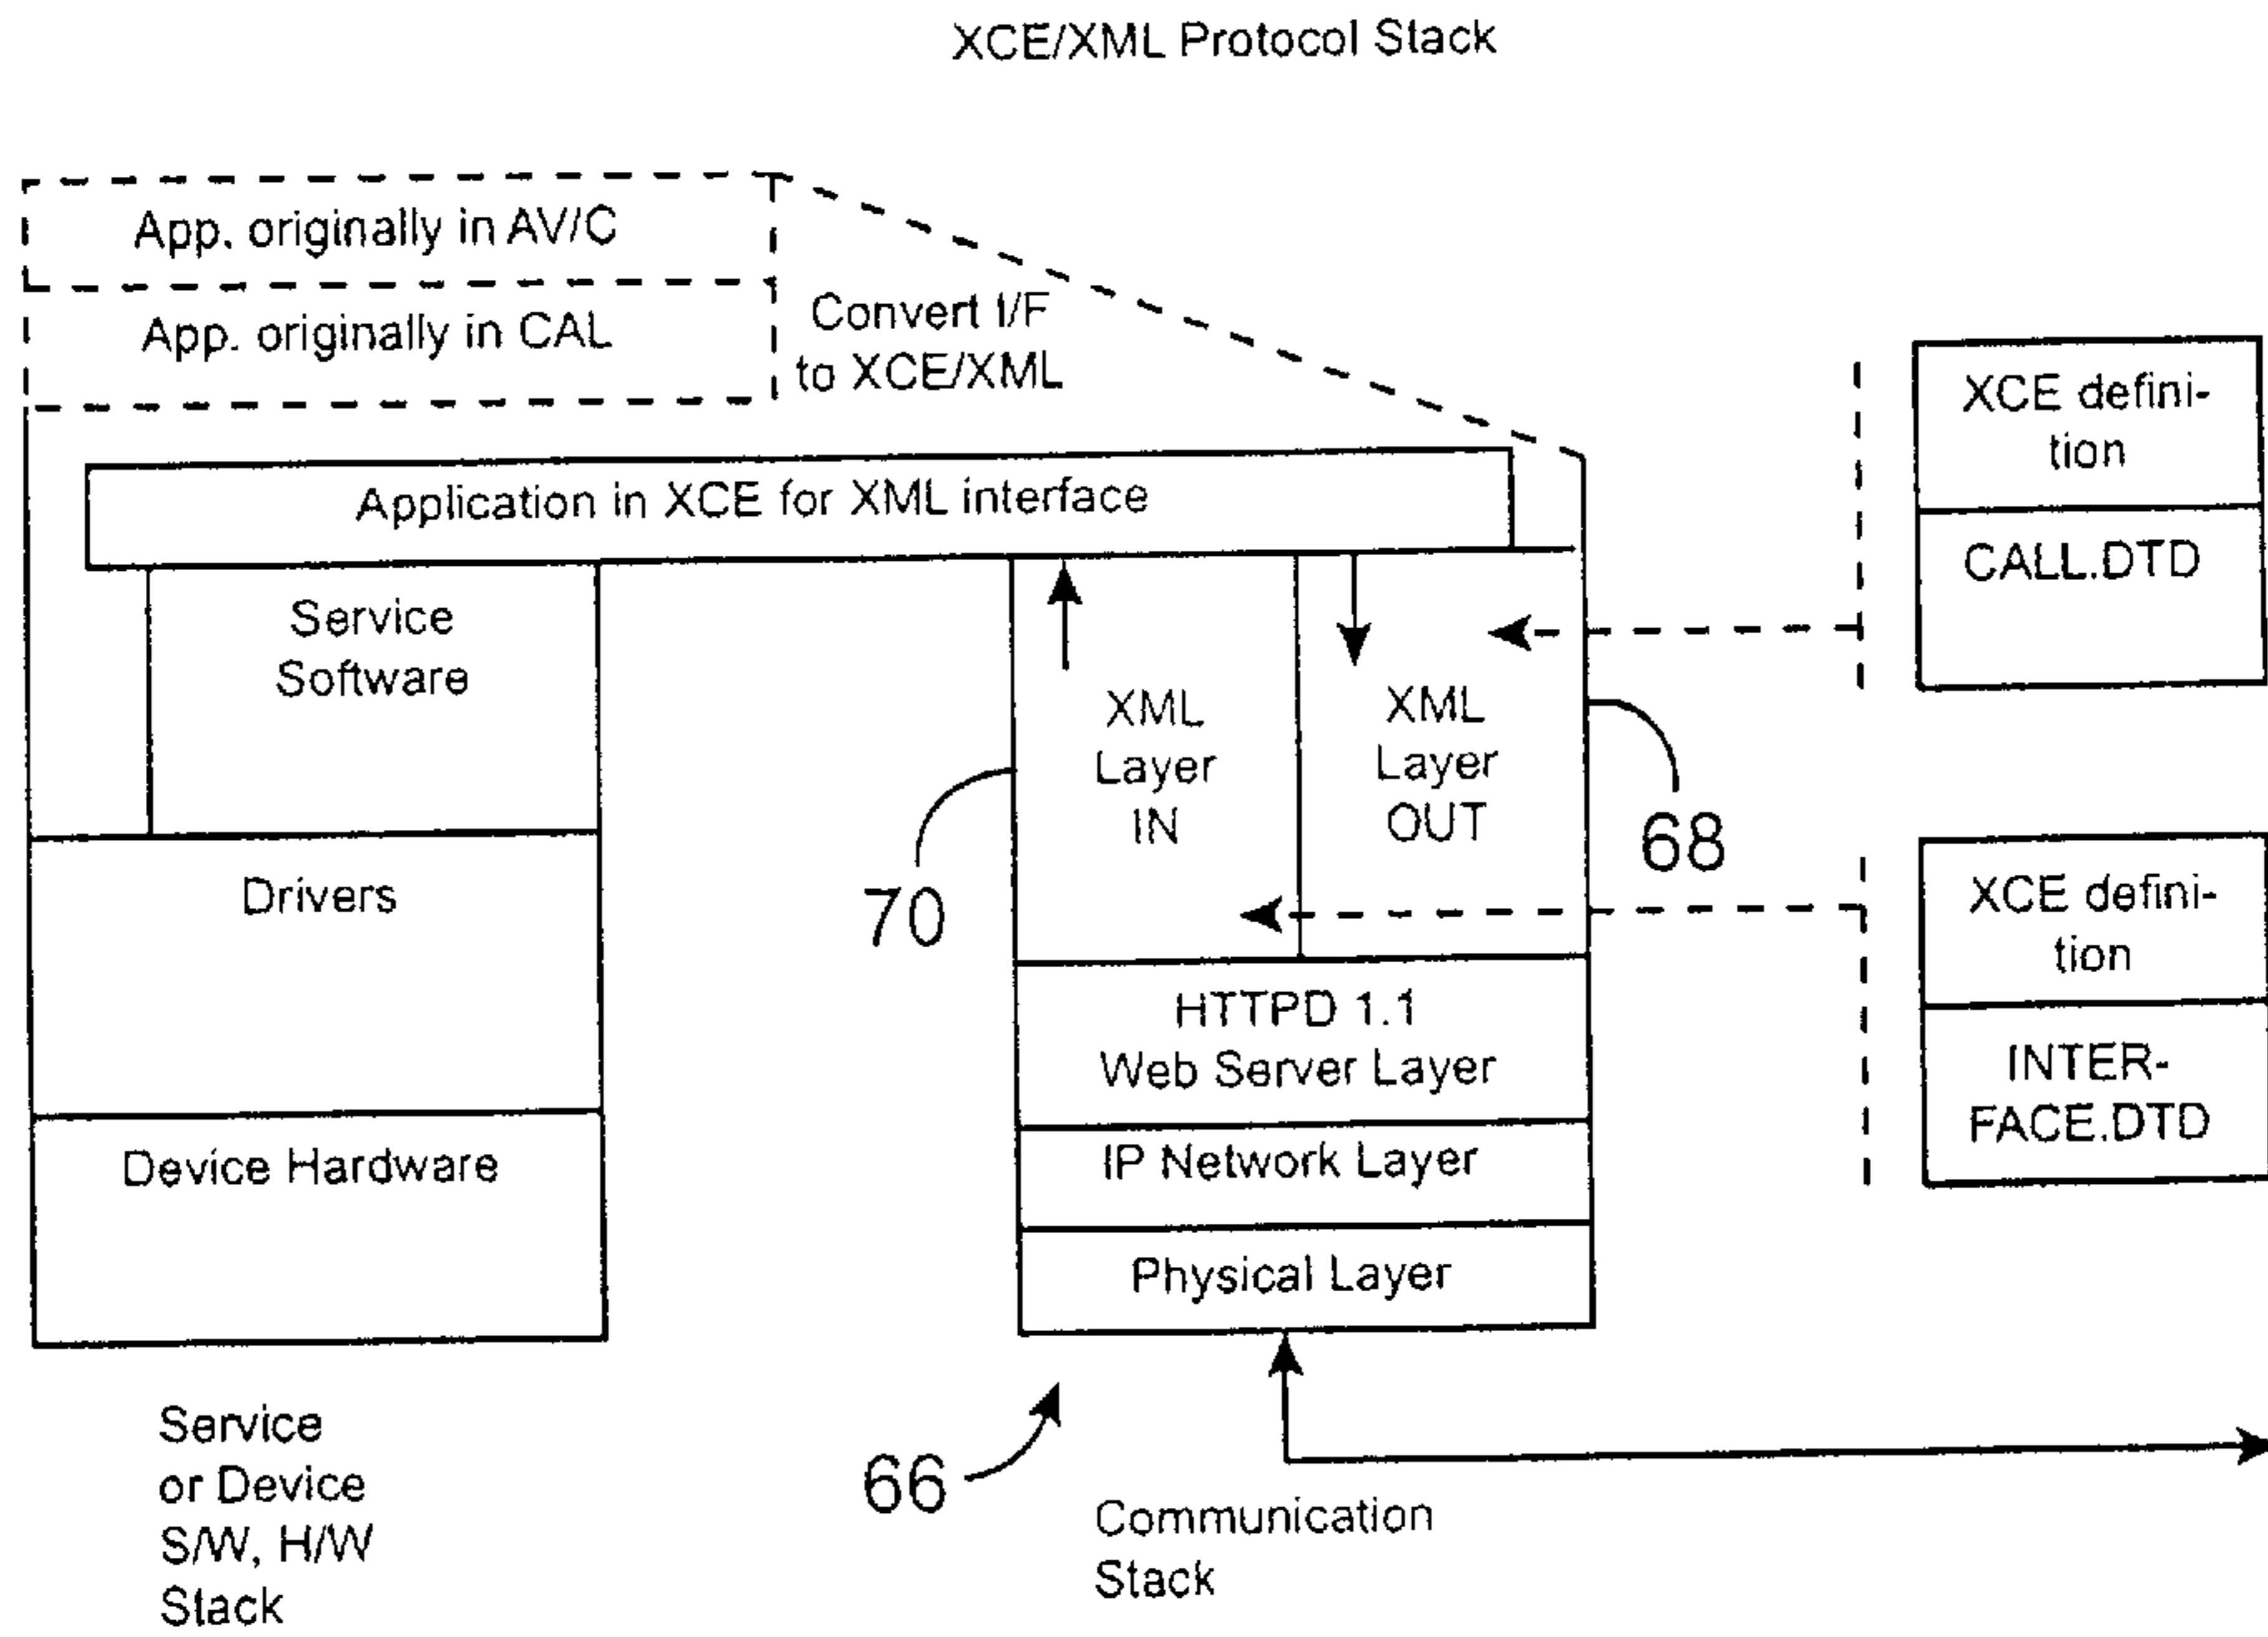 XCE/XML Protocol Stack
App. originally in AV/C
App. originally in CAL
Convert I/F
to XCE/XML
Application in XCE for XML interface
Service
Software
Drivers
Device Hardware
Service
or Device
S/W, H/W
Stack
XML
Layer
IN
XML
Layer
OUT
70
68
HTTPD 1.1
Web Server Layer
IP Network Layer
Physical Layer
66
Communication
Stack
XCE defini-
tion
CALL.DTD
XCE defini-
tion
INTER-
FACE.DTD